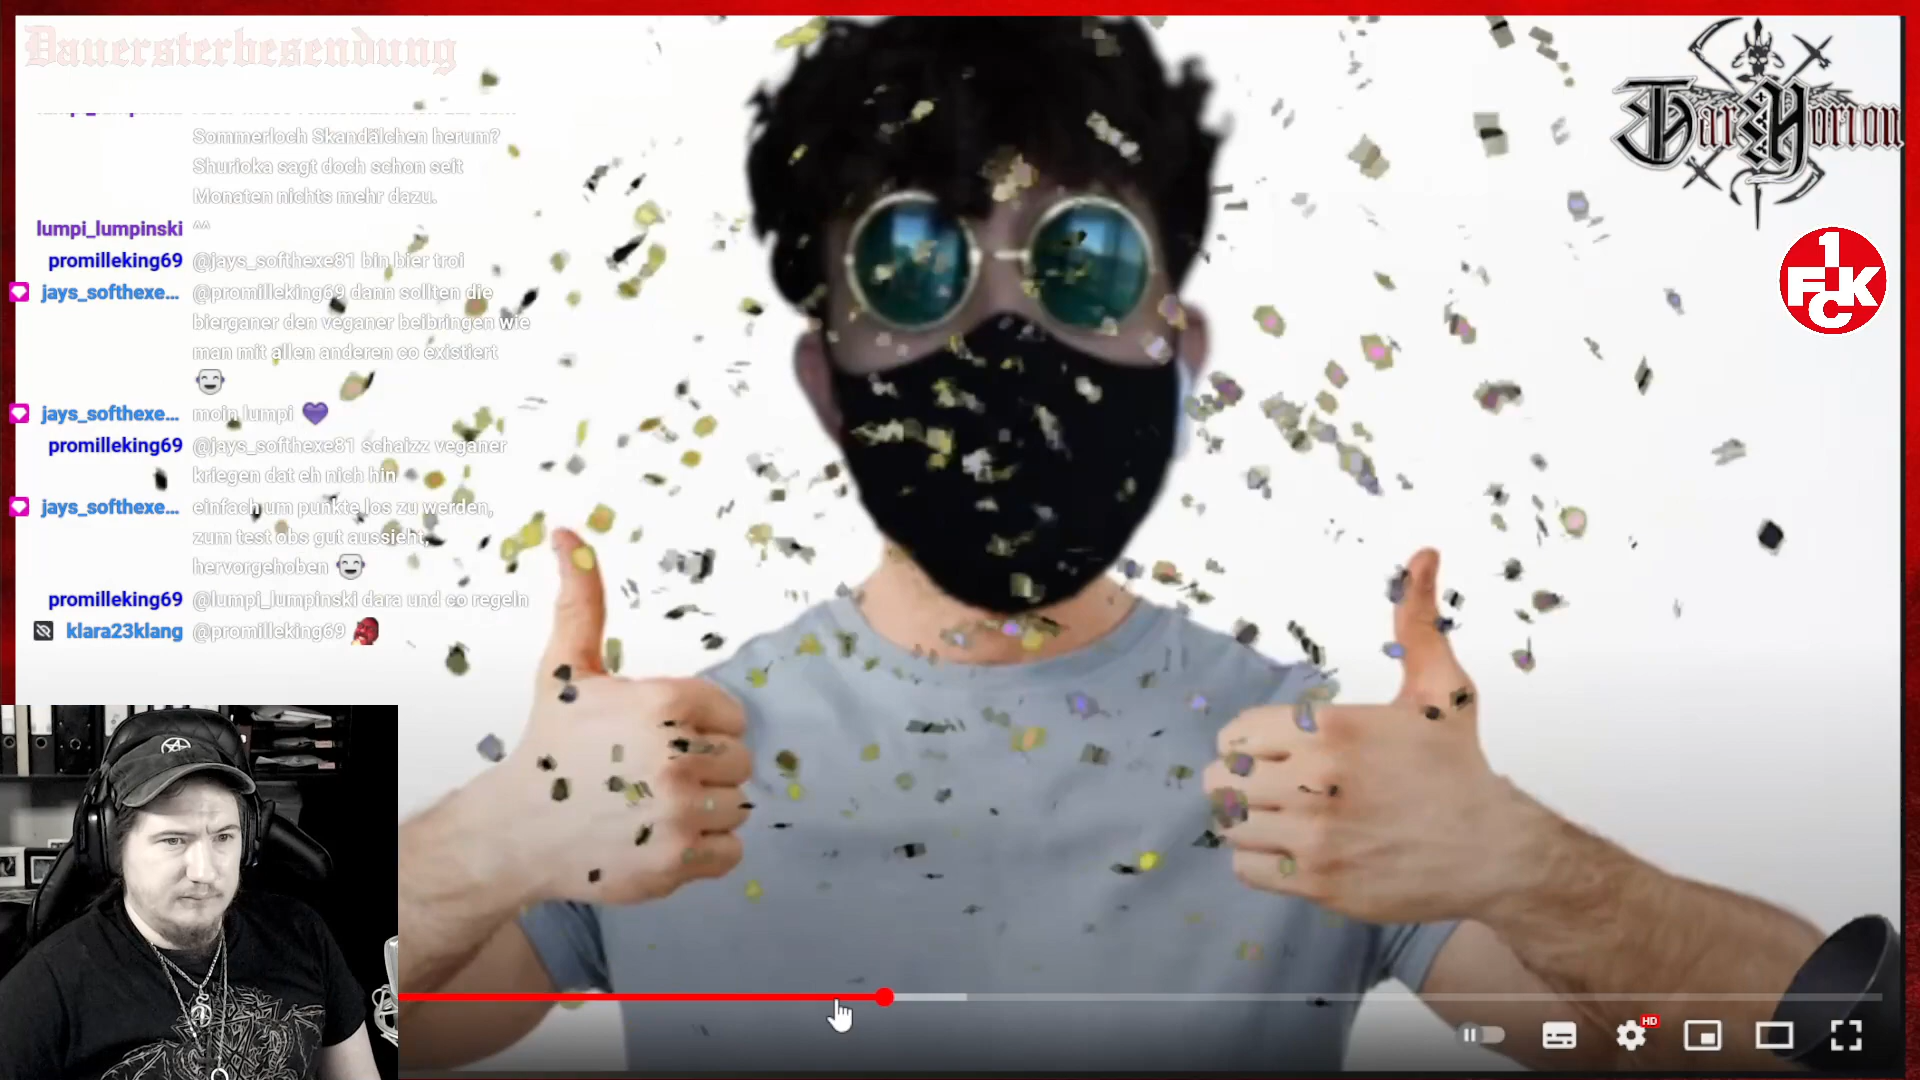 Dauersterbesendung
Sommerloch Skandälchen herum?
Shurioka sagt doch schon seit
Monaten nichts mehr dazu.
lumpi_lumpinski ^^
promilleking69 @jays_softhexe81 bin bier troi
jays_softhexe... @promilleking69 dann sollten die
bierganer den veganer beibringen wie
man mit allen anderen co existiert
jays_softhexe... moin lumpi
promilleking69 @jays_softhexe81 schaizz veganer
kriegen dat eh nich hin
jays_softhexe... einfach um punkte los zu werden,
zum test obs gut aussieht,
hervorgehoben
promilleking69 @lumpi_lumpinski dara und co regeln
klara23klang @promilleking69
1
FCK
HD